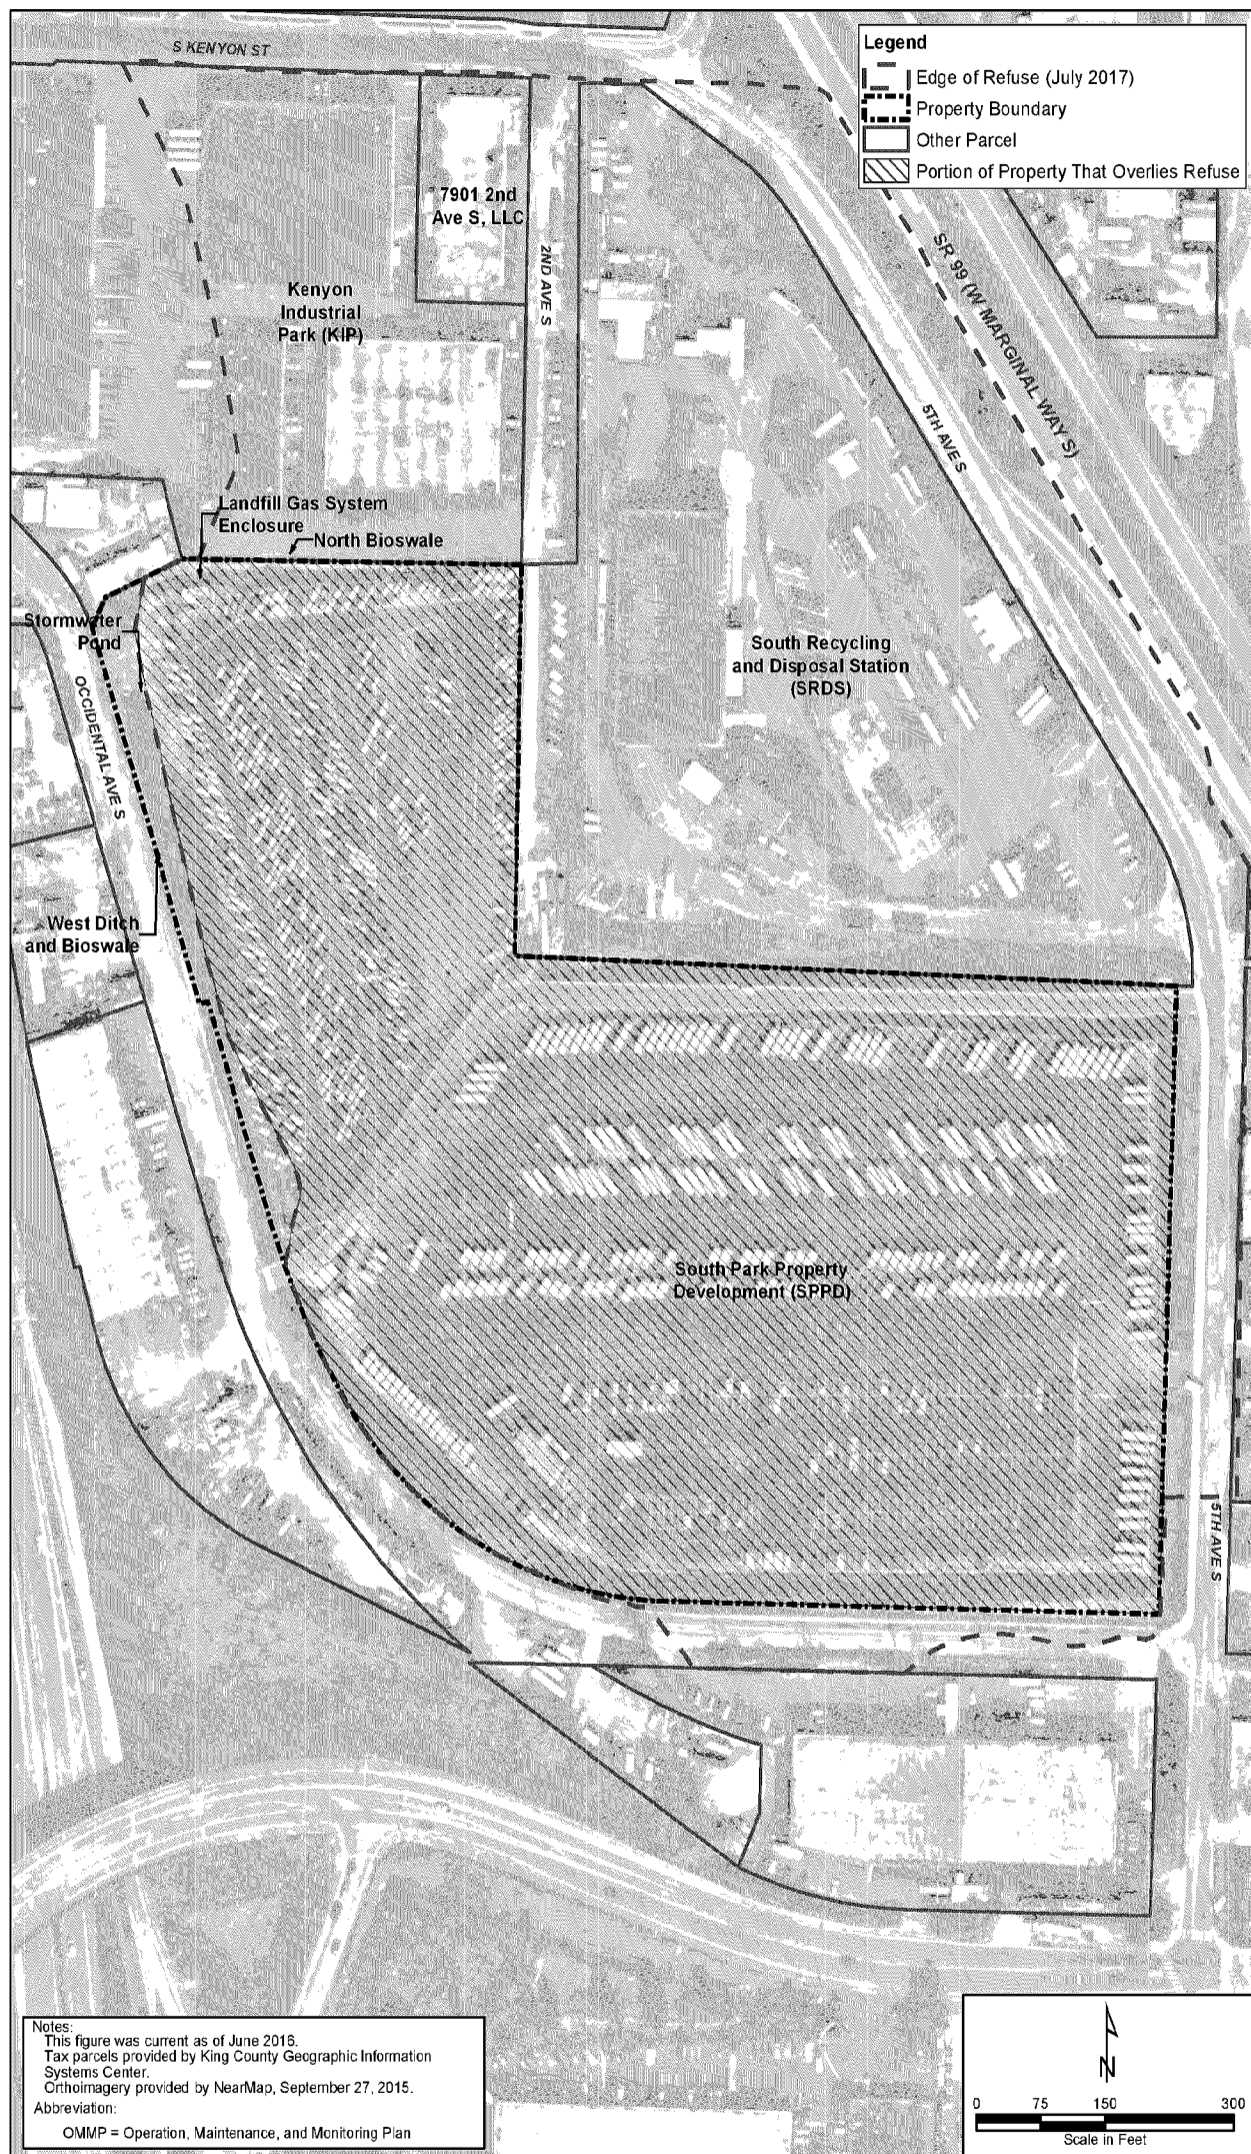 S KENYON ST
Legend
Edge of Refuse (July 2017)
Property Boundary
Other Parcel
Portion of Property That Overlies Refuse
7901 2nd
Ave S, LLC
2ND AVE S
SR 99 (W MARGINAL WAY S)
Kenyon
Industrial
Park (KIP)
5TH AVE S
Landfill Gas System
Enclosure
North Bioswale
Stormwater
Pond
South Recycling
and Disposal Station
(SRDS)
OCCIDENTAL AVE S
West Ditch
and Bioswale
South Park Property
Development (SPPD)
5TH AVE S
Notes:
This figure was current as of June 2016.
Tax parcels provided by King County Geographic Information
Systems Center.
Orthoimagery provided by NearMap, September 27, 2015.
Abbreviation:
OMMP = Operation, Maintenance, and Monitoring Plan
N
0 75 150 300
Scale in Feet